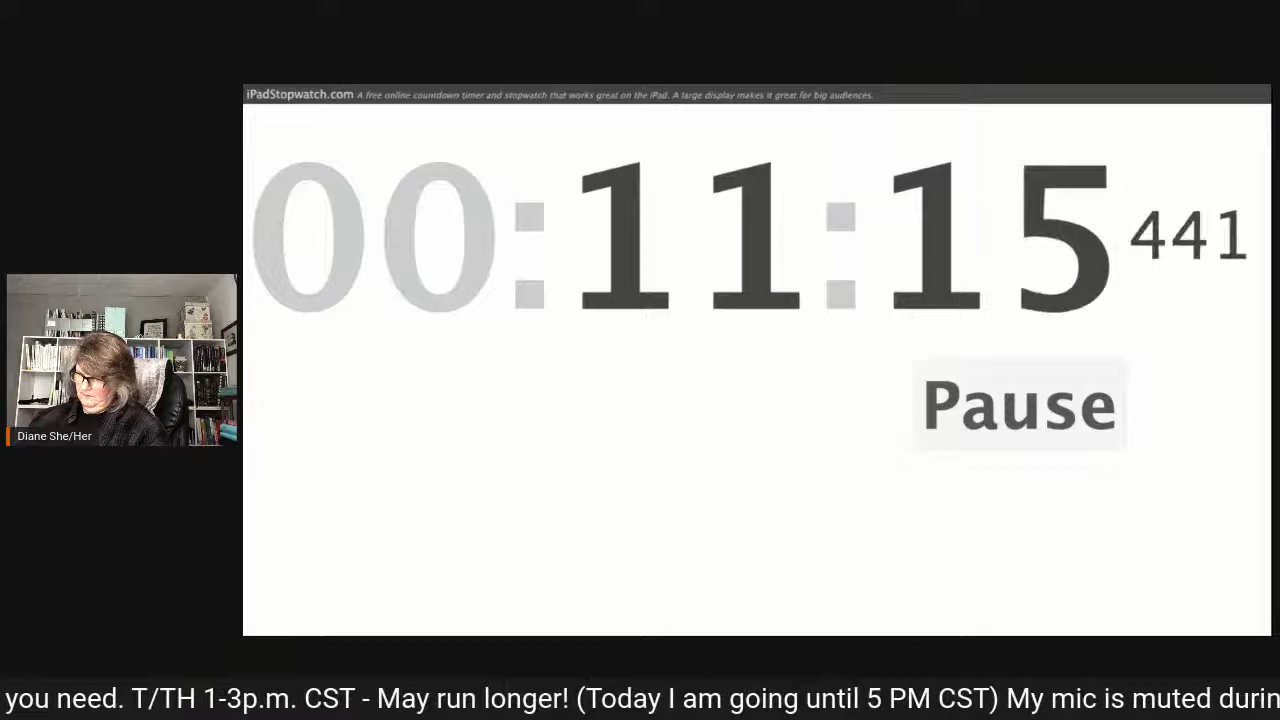 iPadStopwatch.com A free online countdown timer and stopwatch that works great on the iPad. A large display makes it great for big audiences.
00:11:15 441
Pause
Diane She/Her
you need. T/TH 1-3p.m. CST - May run longer! (Today I am going until 5 PM CST) My mic is muted durin